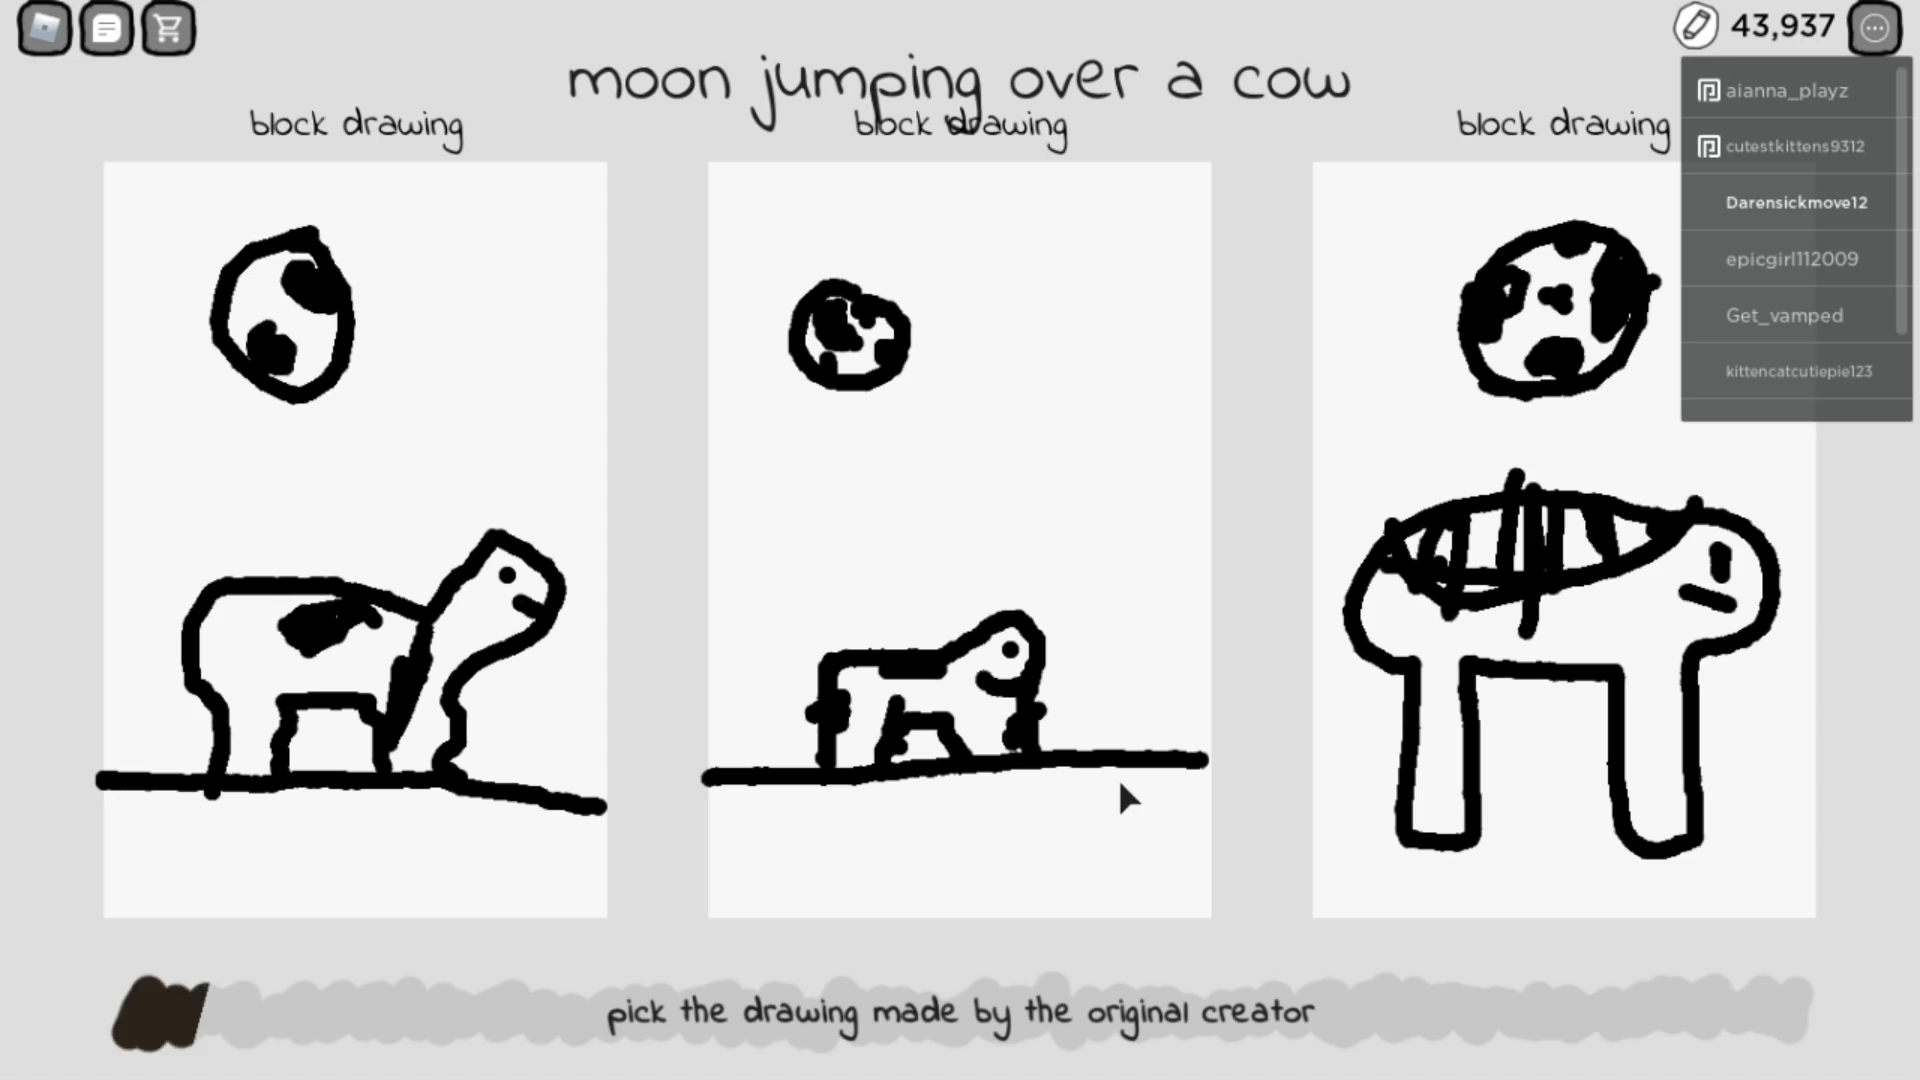 43,937
moon jumping over a cow
block drawing
block drawing
block drawing
aianna_playz
cutestkittens9312
Darensickmove12
epicgirl112009
Get_vamped
kittencatcutiepie123
pick the drawing made by the original creator